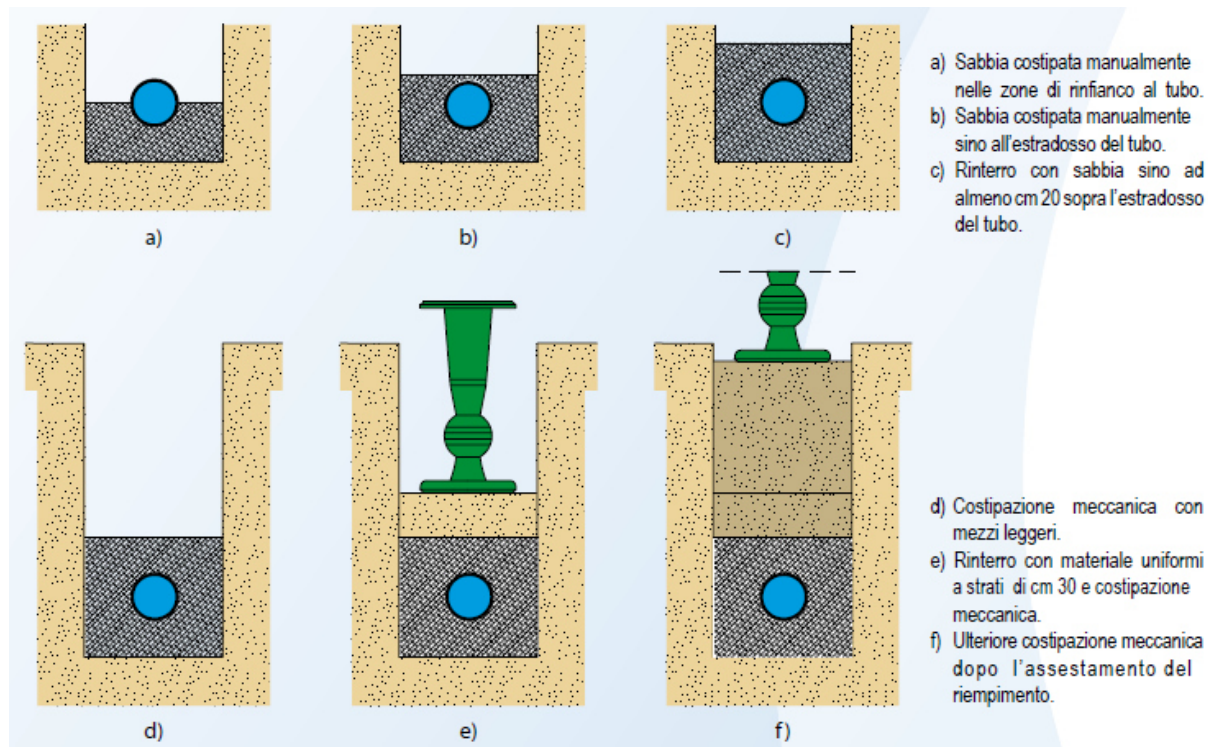 a) Sabbia costipata manualmente
nelle zone di rinfianco al tubo.
b) Sabbia costipata manualmente
sino all'estradosso del tubo.
c) Rinterro con sabbia sino ad
almeno cm 20 sopra l'estradosso
del tubo.
a)
b)
c)
d) Costipazione meccanica con
mezzi leggeri.
e) Rinterro con materiale uniformi
a strati di cm 30 e costipazione
meccanica.
f) Ulteriore costipazione meccanica
dopo l'assestamento del
riempimento.
d)
e)
f)